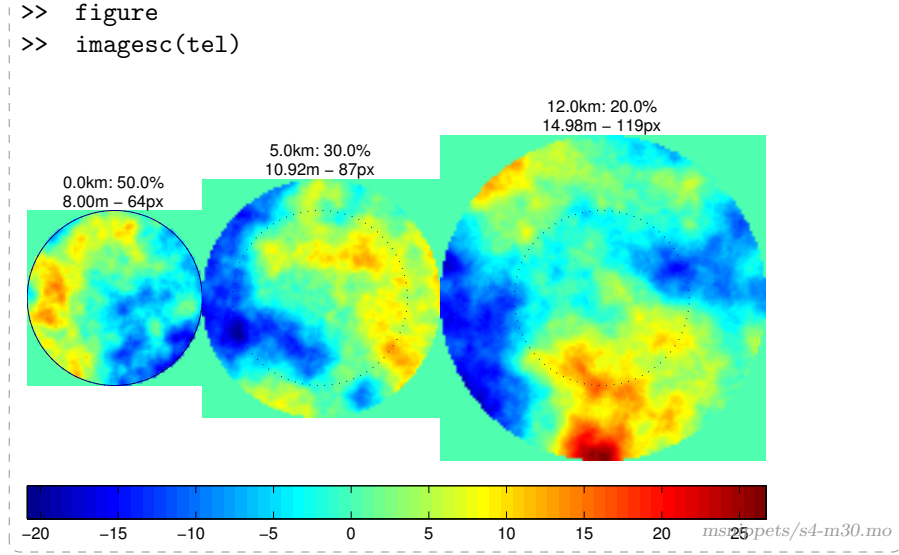 >> figure
>> imagesc(tel)
12.0km: 20.0%
14.98m − 119px
5.0km: 30.0%
10.92m − 87px
0.0km: 50.0%
8.00m − 64px
−20 −15 −10 −5 0 5 10 15 20 25
msnippets/s4-m30.mo